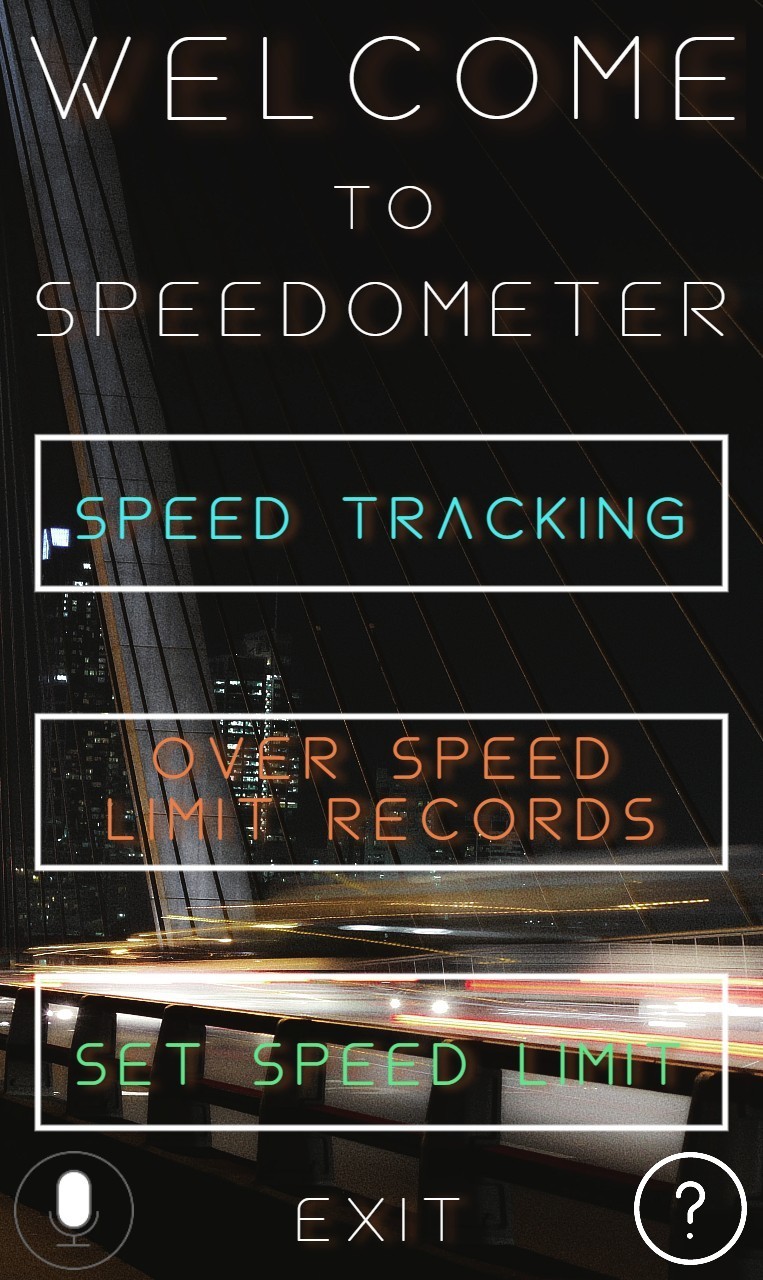 WELCOME
TO
SPEEDOMETER
SPEED TRACKING
OVER SPEED
LIMIT RECORDS
SET SPEED LIMIT
EXIT
?